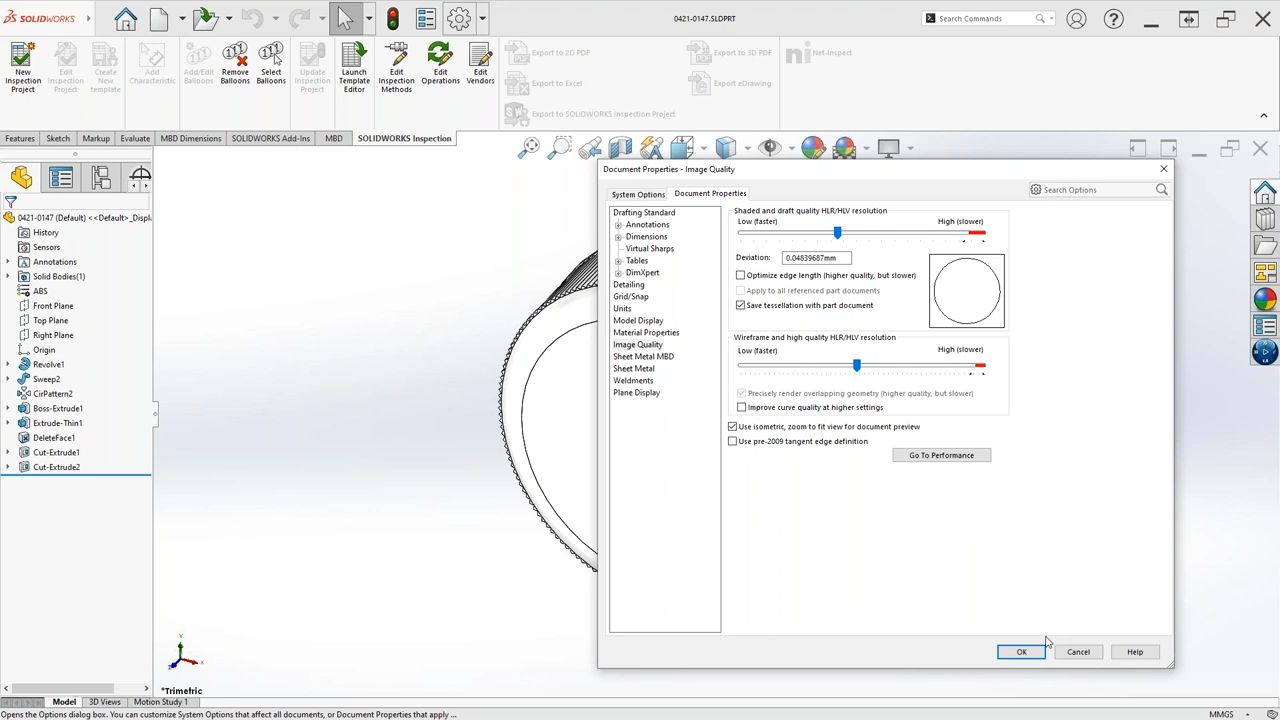 SOLIDWORKS
0421-0147.SLDPRT
Search Commands
New Inspection Project
Edit Inspection Project
Create New template
Add Characteristic
Add/Edit Balloons
Remove Balloons
Select Balloons
Update Inspection Project
Launch Template Editor
Edit Inspection Methods
Edit Operations
Edit Vendors
Export to 2D PDF
Export to Excel
Export to SOLIDWORKS Inspection Project
Export to 3D PDF
Export eDrawing
Net-Inspect
Features
Sketch
Markup
Evaluate
MBD Dimensions
SOLIDWORKS Add-Ins
MBD
SOLIDWORKS Inspection
0421-0147 (Default) <<Default>_Displa
History
Sensors
Annotations
Solid Bodies(1)
ABS
Front Plane
Top Plane
Right Plane
Origin
Revolve1
Sweep2
CirPattern2
Boss-Extrude1
Extrude-Thin1
DeleteFace1
Cut-Extrude1
Cut-Extrude2
Document Properties - Image Quality
System Options
Document Properties
Search Options
Drafting Standard
Annotations
Dimensions
Virtual Sharps
Tables
DimXpert
Detailing
Grid/Snap
Units
Model Display
Material Properties
Image Quality
Sheet Metal MBD
Sheet Metal
Weldments
Plane Display
Shaded and draft quality HLR/HLV resolution
Low (faster)
High (slower)
Deviation:
0.04839687mm
Optimize edge length (higher quality, but slower)
Apply to all referenced part documents
Save tessellation with part document
Wireframe and high quality HLR/HLV resolution
Low (faster)
High (slower)
Precisely render overlapping geometry (higher quality, but slower)
Improve curve quality at higher settings
Use isometric, zoom to fit view for document preview
Use pre-2009 tangent edge definition
Go To Performance
OK
Cancel
Help
Y
X
Z
*Trimetric
Model
3D Views
Motion Study 1
Opens the Options dialog box. You can customize System Options that affect all documents, or Document Properties that apply ...
MMGS